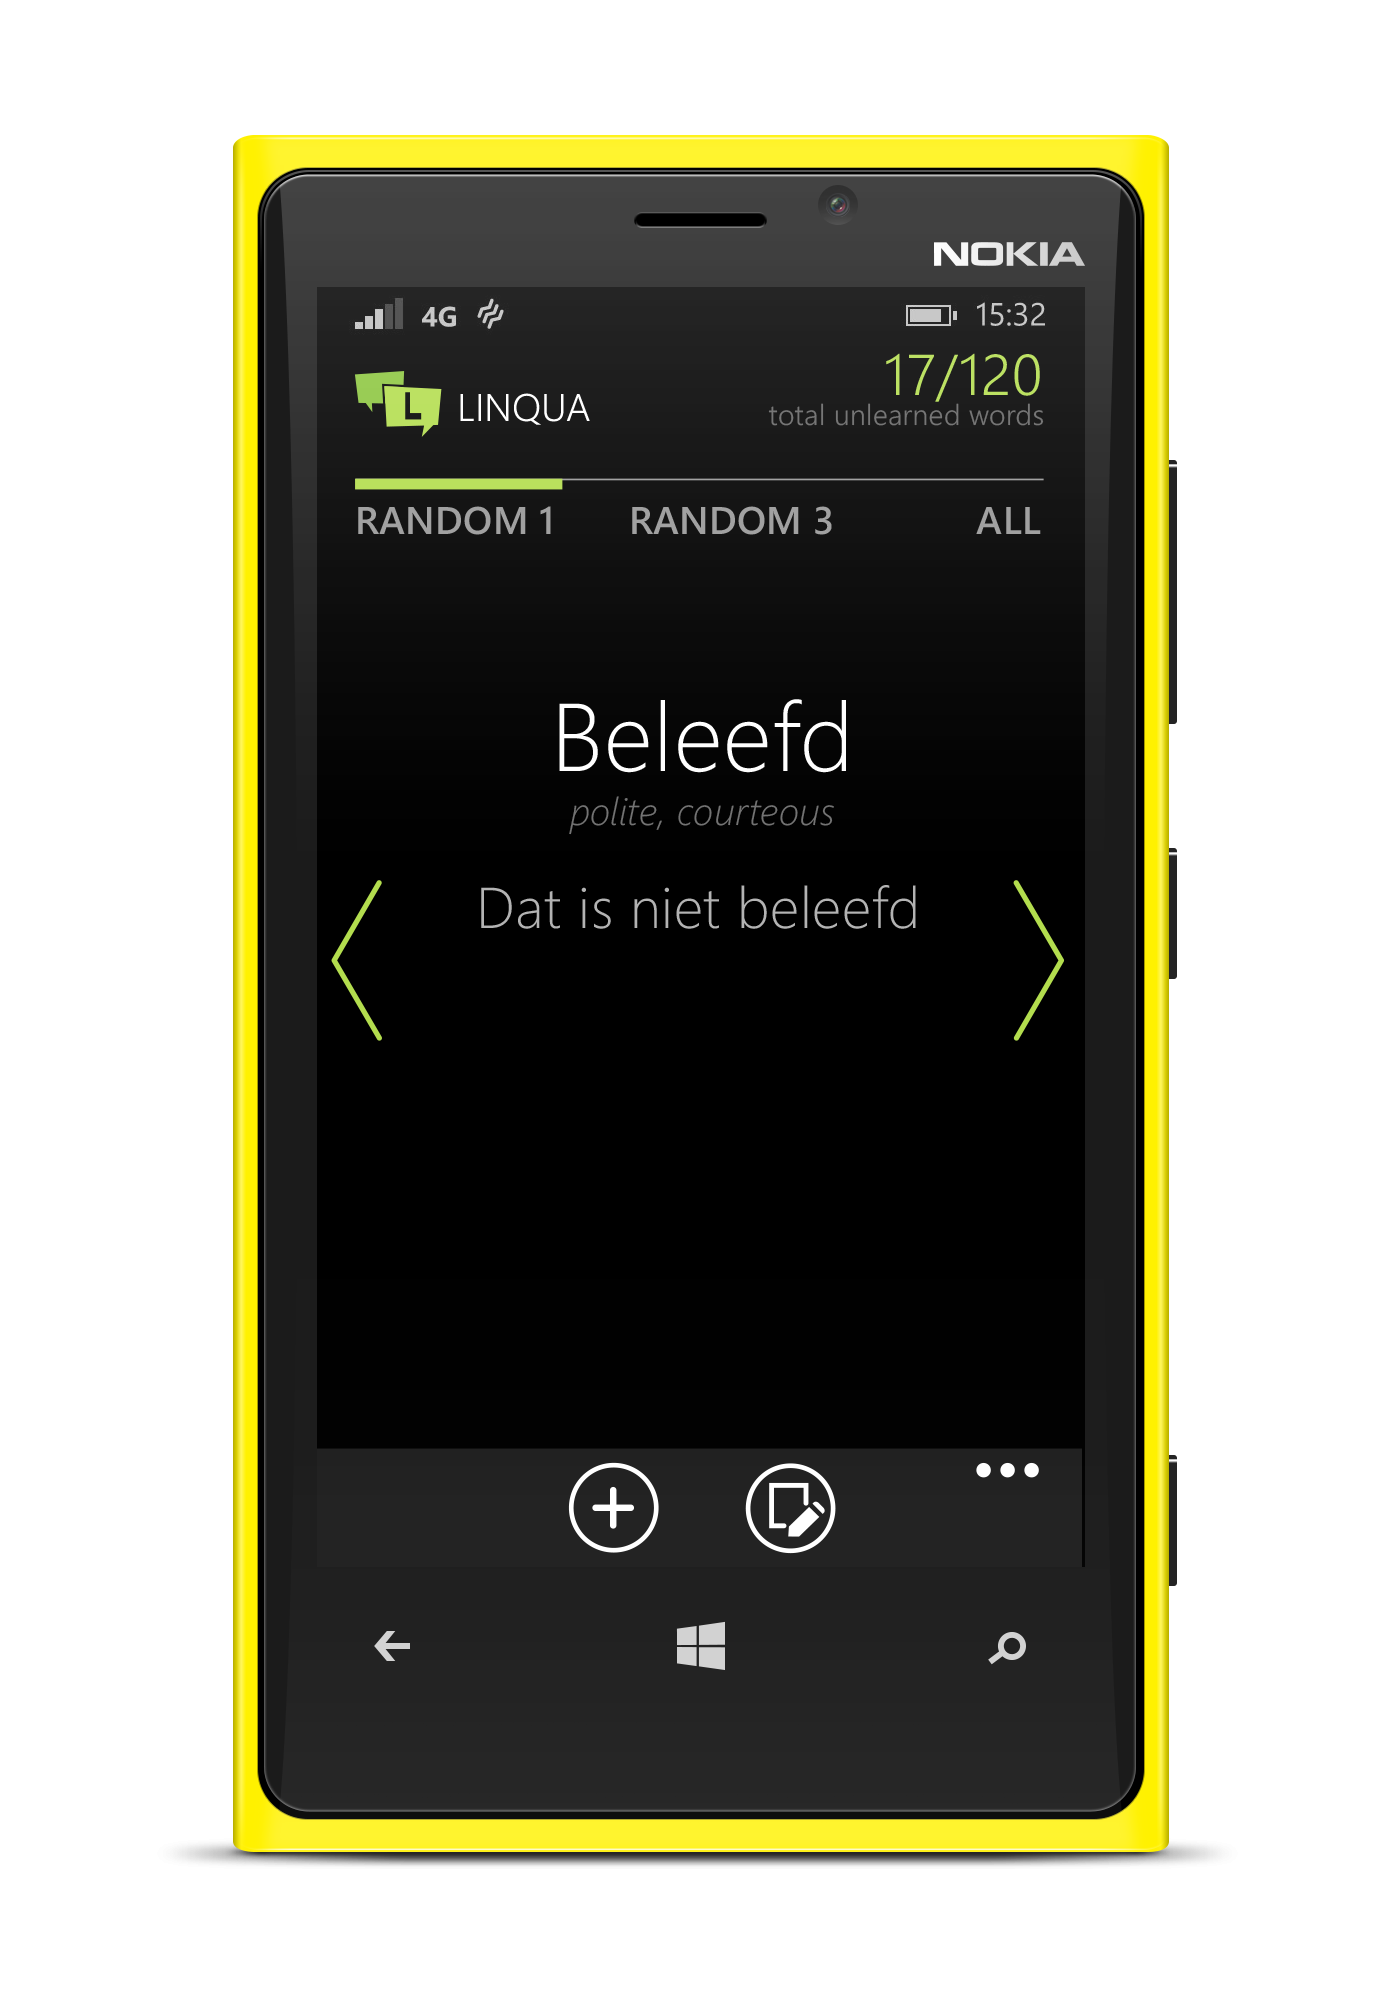 NOKIA
4G 15:32
17/120
LINQUA
total unlearned words
RANDOM 1 RANDOM 3 ALL
Beleefd
polite, courteous
Dat is niet beleefd